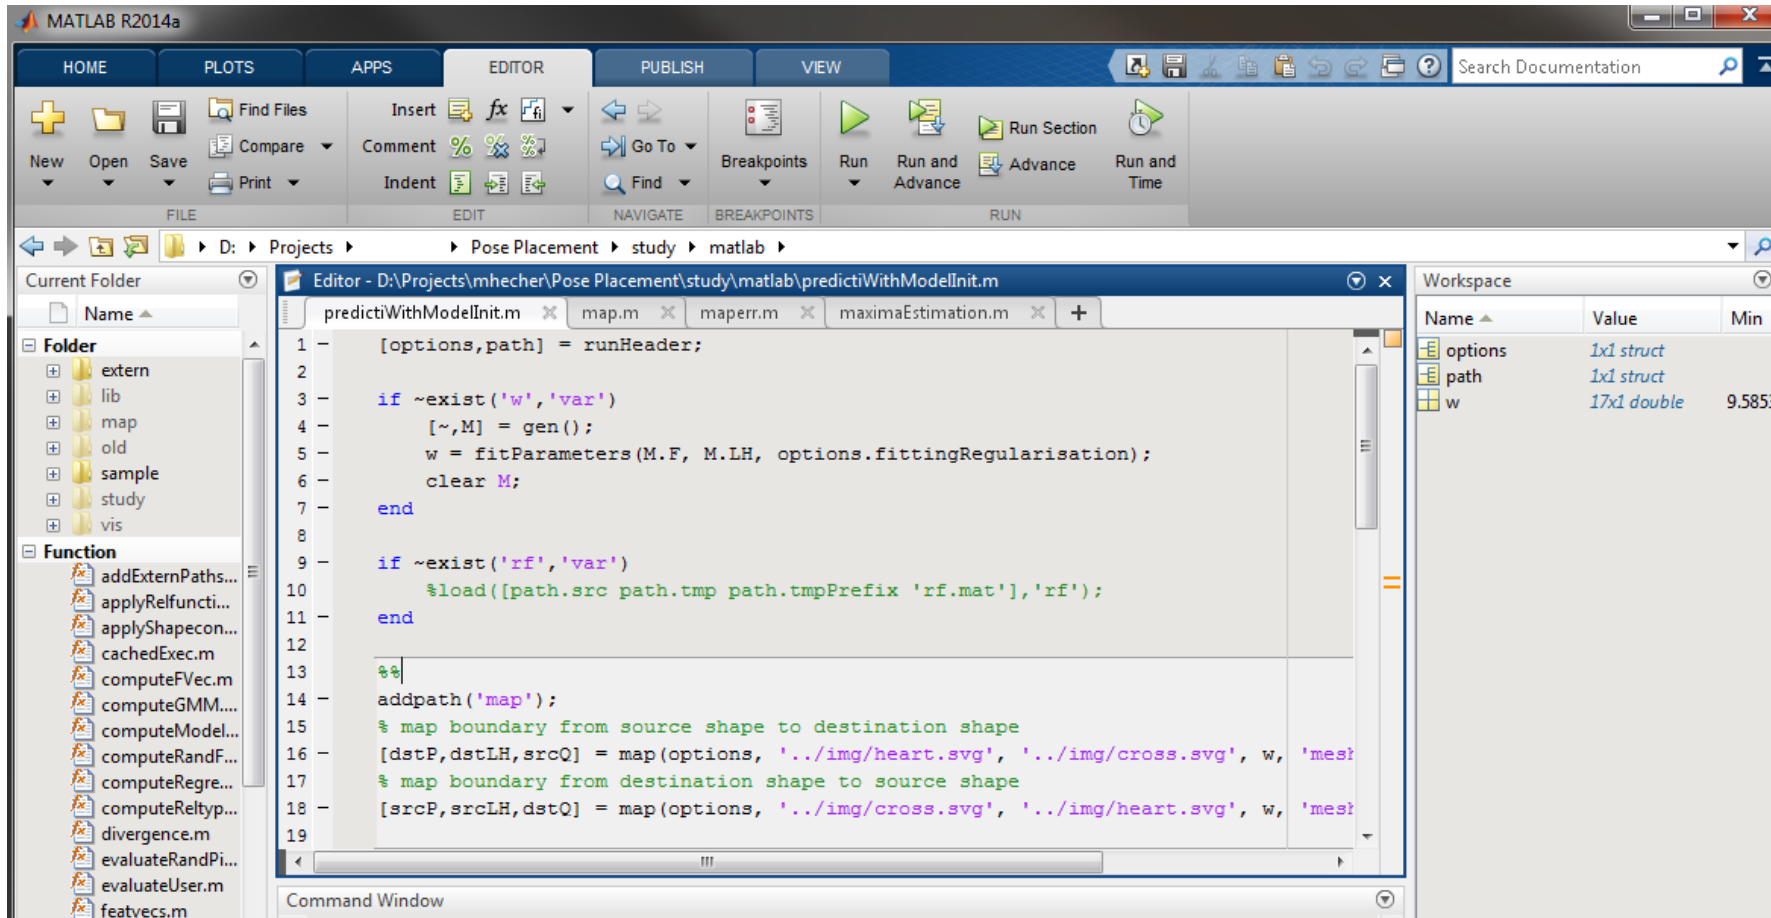 MATLAB R2014a
HOME PLOTS APPS EDITOR PUBLISH VIEW
Search Documentation
New Open Save
Find Files
Compare
Print
FILE
Insert fx fi
Comment
Indent
EDIT
Go To
Find
NAVIGATE
Breakpoints
BREAKPOINTS
Run
Run and Advance
Run Section
Advance
Run and Time
RUN
D: Projects Pose Placement study matlab
Current Folder
Name
Folder
extern
lib
map
old
sample
study
vis
Function
addExternPaths...
applyRelfuncti...
applyShapecon...
cachedExec.m
computeFVec.m
computeGMM....
computeModel...
computeRandF...
computeRegre...
computeReltyp...
divergence.m
evaluateRandPi...
evaluateUser.m
featvecs.m
Editor - D:\Projects\mhecher\Pose Placement\study\matlab\predictiWithModelInit.m
predictiWithModelInit.m map.m maperr.m maximaEstimation.m
1 [options,path] = runHeader;
2
3 if ~exist('w','var')
4 [~,M] = gen();
5 w = fitParameters(M.F, M.LH, options.fittingRegularisation);
6 clear M;
7 end
8
9 if ~exist('rf','var')
10 %load([path.src path.tmp path.tmpPrefix 'rf.mat'],'rf');
11 end
12
13 %%
14 addpath('map');
15 % map boundary from source shape to destination shape
16 [dstP,dstLH,srcQ] = map(options, '../img/heart.svg', '../img/cross.svg', w, 'mesh
17 % map boundary from destination shape to source shape
18 [srcP,srcLH,dstQ] = map(options, '../img/cross.svg', '../img/heart.svg', w, 'mesh
19
Command Window
Workspace
Name Value Min
options 1x1 struct
path 1x1 struct
w 17x1 double 9.585